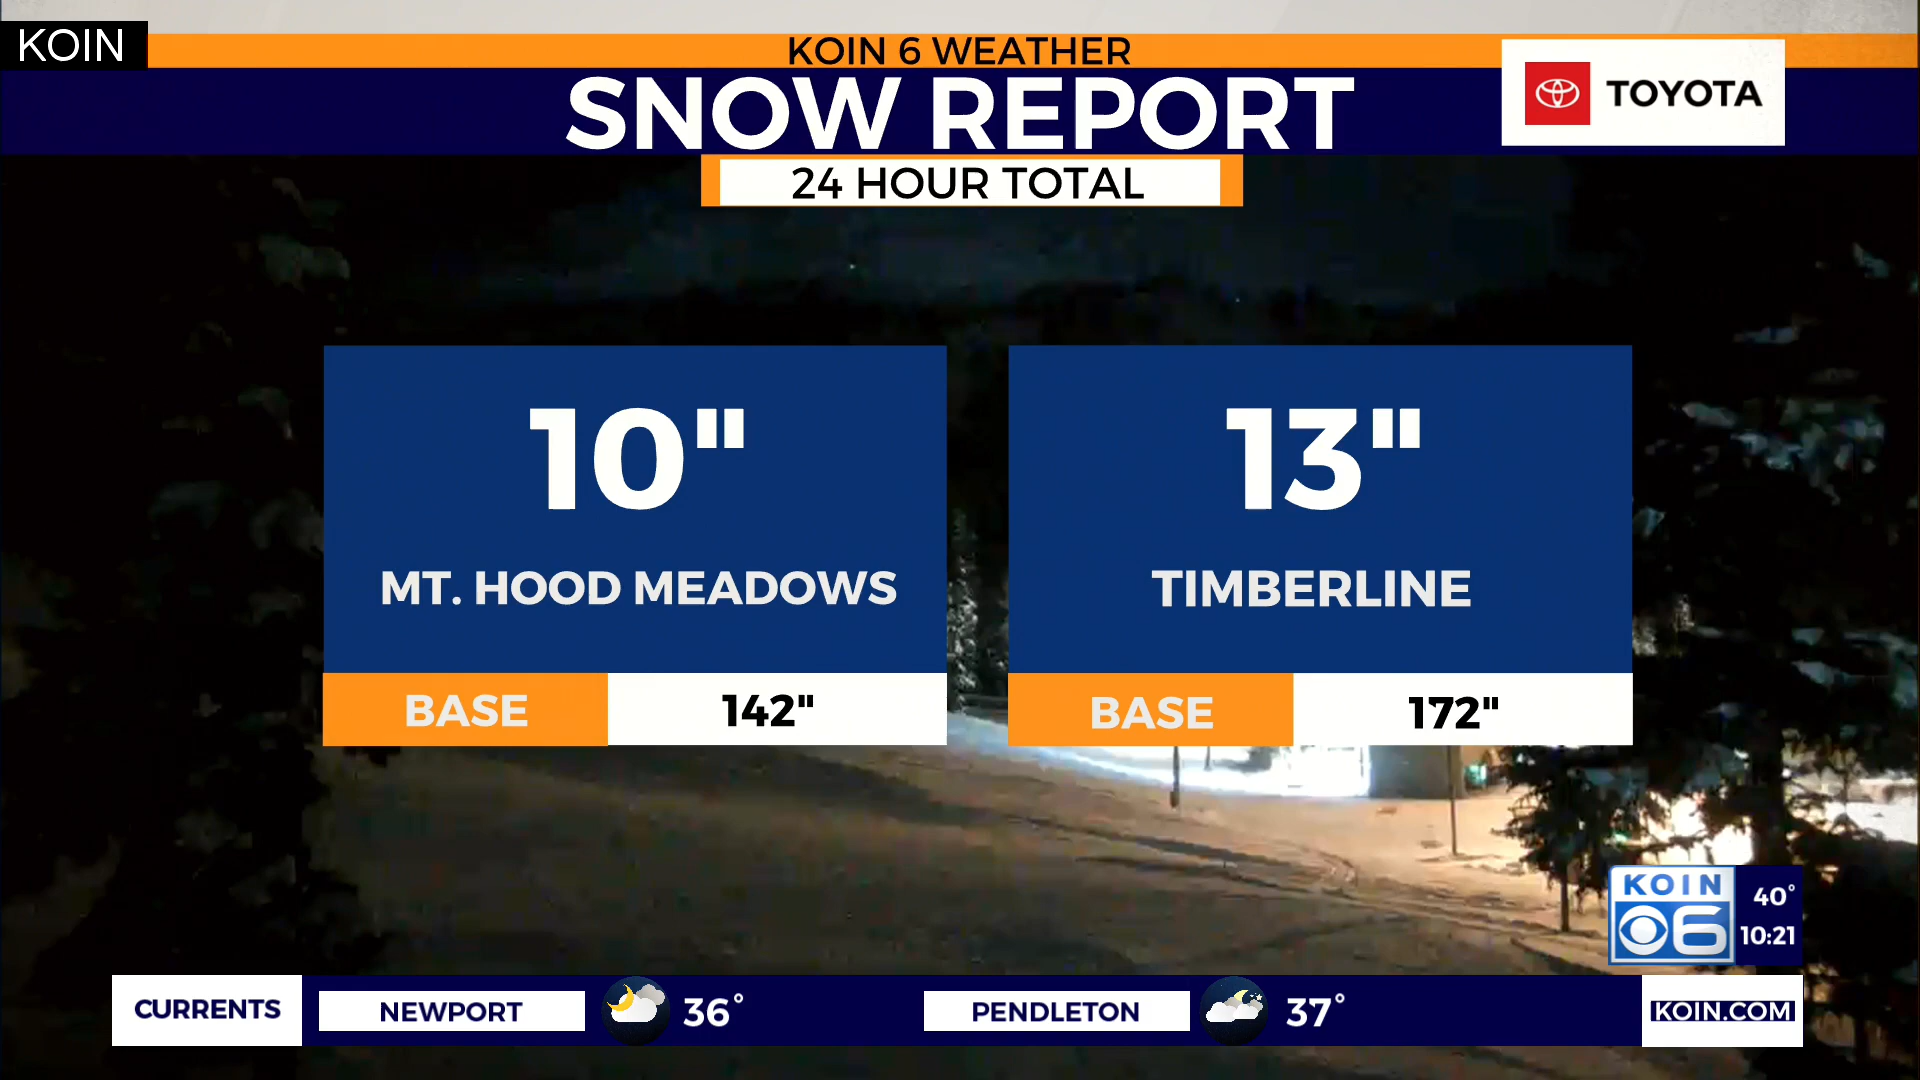 KOIN
KOIN 6 WEATHER
SNOW REPORT
TOYOTA
24 HOUR TOTAL
10"
MT. HOOD MEADOWS
BASE 142"
13"
TIMBERLINE
BASE 172"
KOIN 6
40°
10:21
CURRENTS NEWPORT 36° PENDLETON 37° KOIN.COM